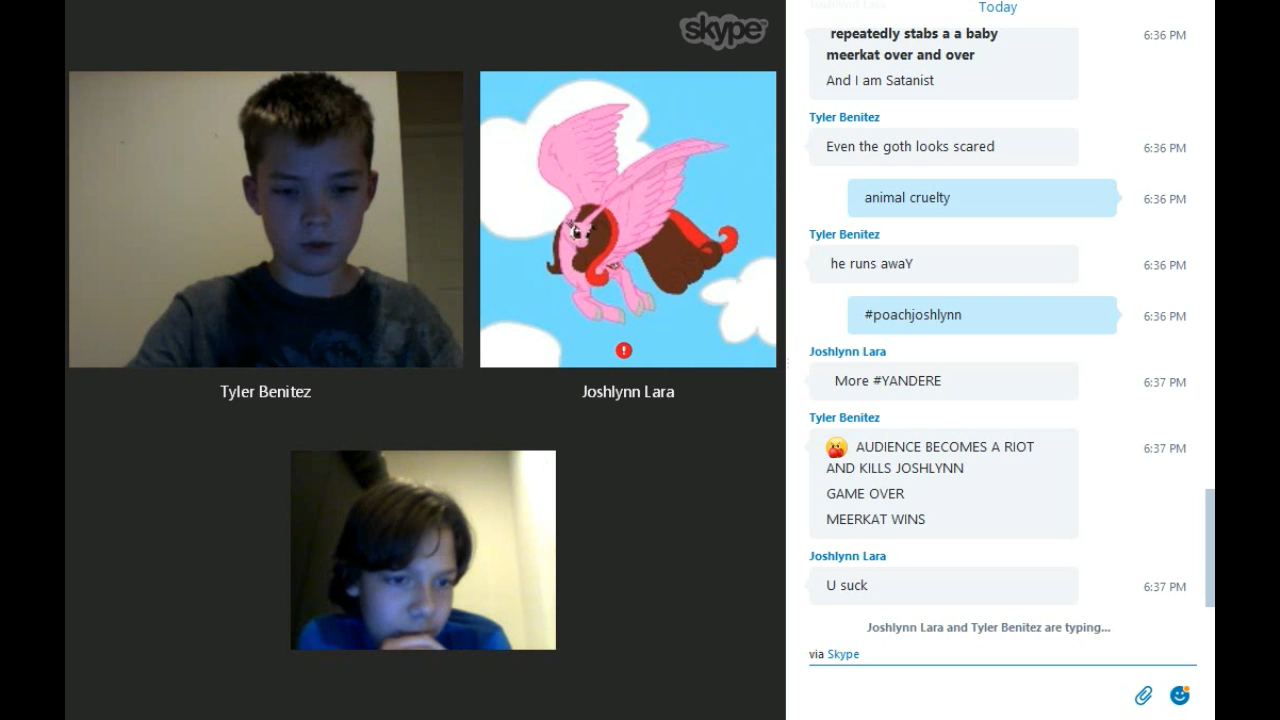 skype
Tyler Benitez
Joshlynn Lara
Today
repeatedly stabs a a baby
meerkat over and over
And I am Satanist
6:36 PM
Tyler Benitez
Even the goth looks scared
6:36 PM
animal cruelty
6:36 PM
Tyler Benitez
he runs awaY
6:36 PM
#poachjoshlynn
6:36 PM
Joshlynn Lara
More #YANDERE
6:37 PM
Tyler Benitez
AUDIENCE BECOMES A RIOT
AND KILLS JOSHLYNN
GAME OVER
MEERKAT WINS
6:37 PM
Joshlynn Lara
U suck
6:37 PM
Joshlynn Lara and Tyler Benitez are typing...
via Skype